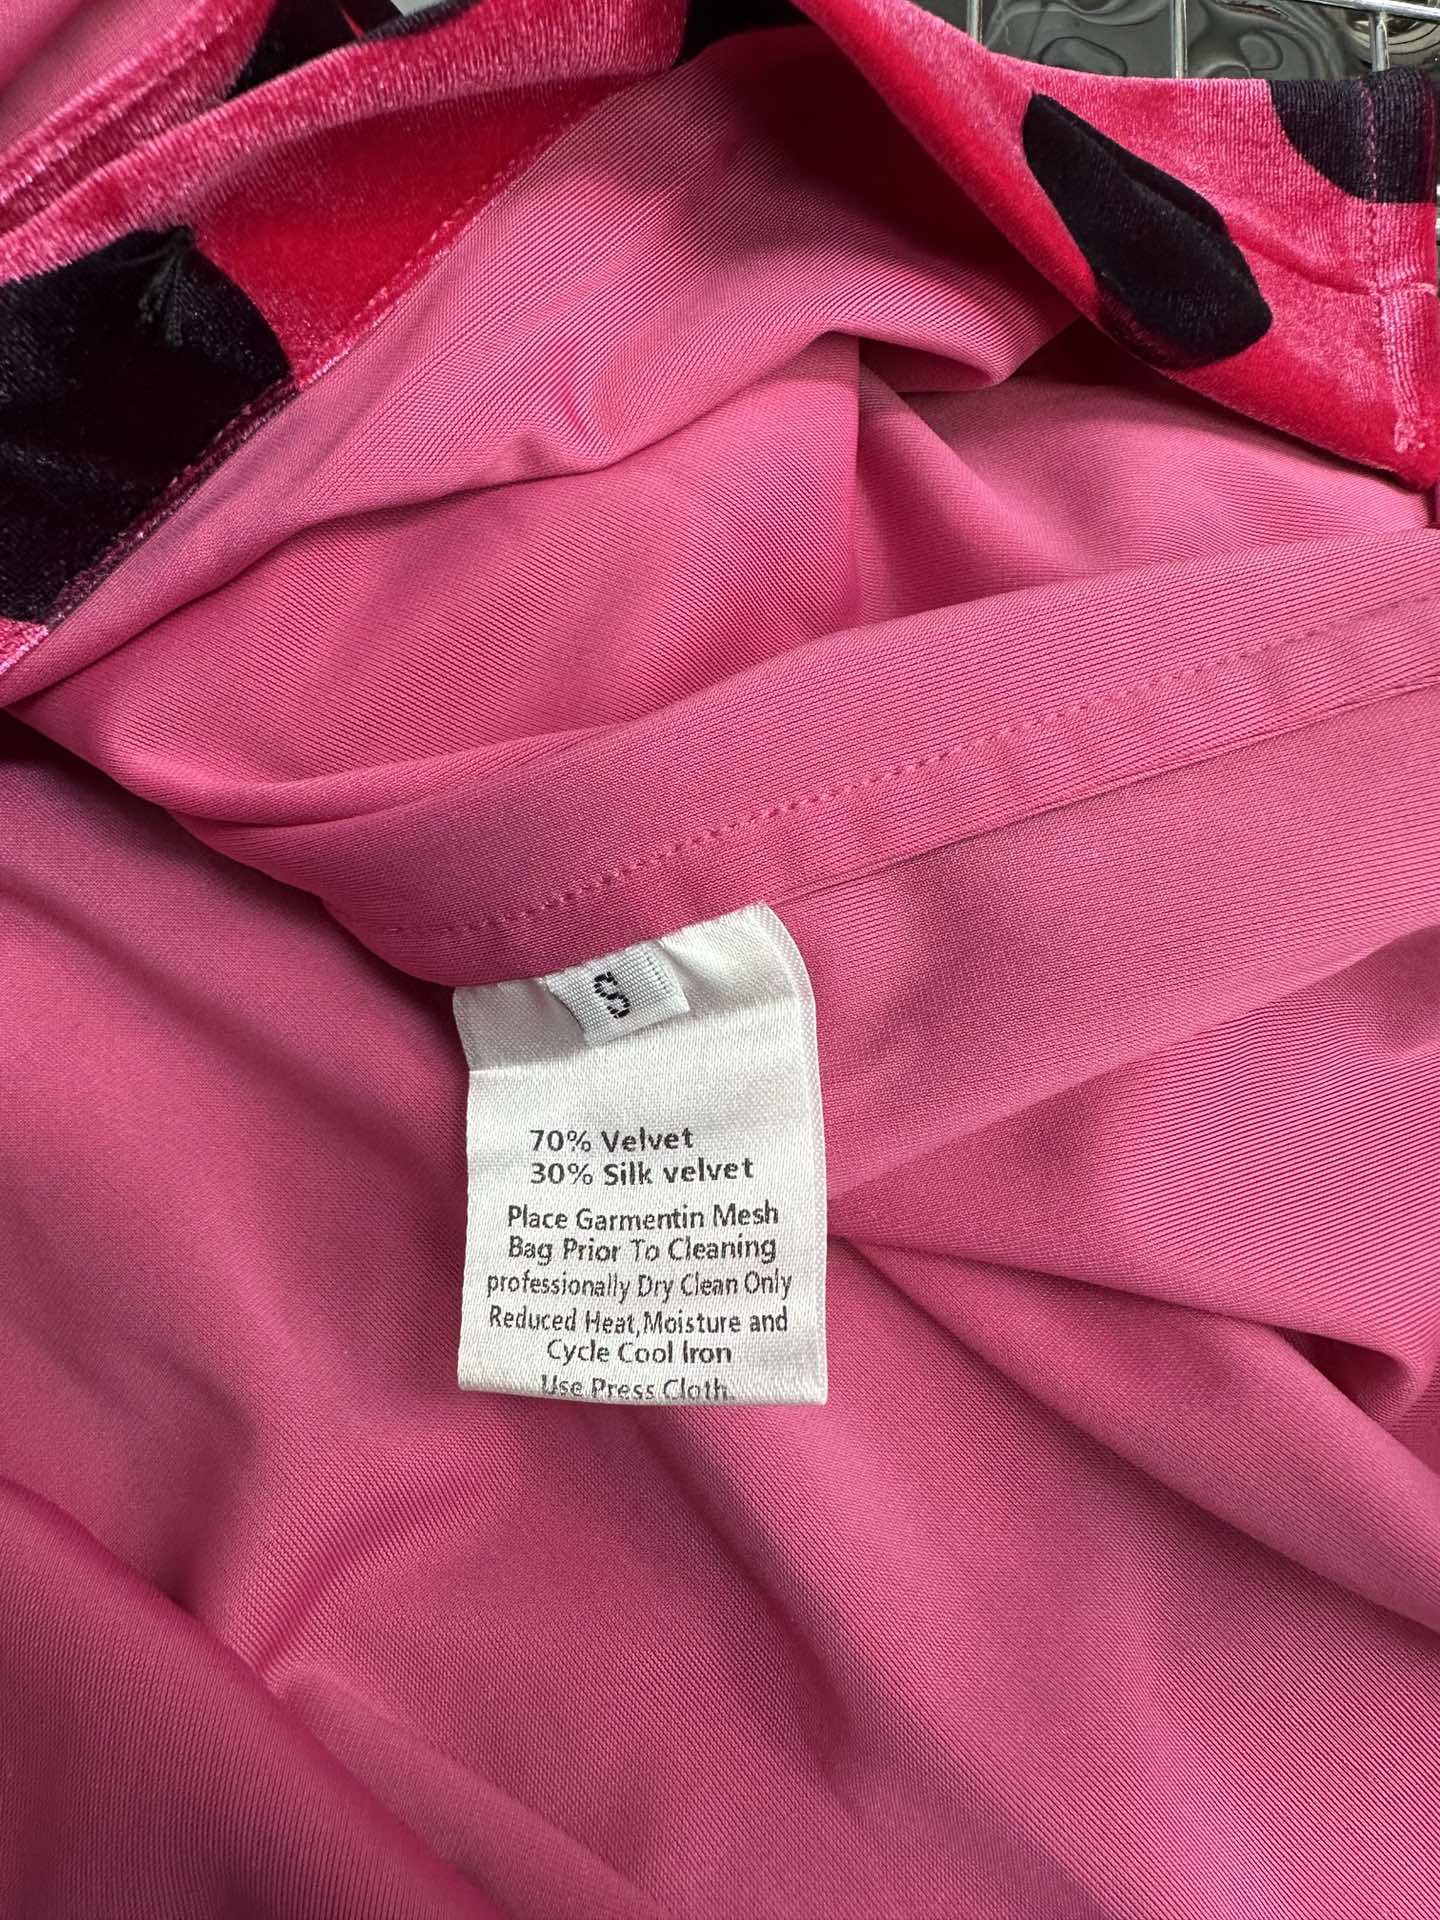 S
70% Velvet
30% Silk velvet
Place Garmentin Mesh
Bag Prior To Cleaning
professionally Dry Clean Only
Reduced Heat,Moisture and
Cycle Cool Iron
Use Press Cloth.